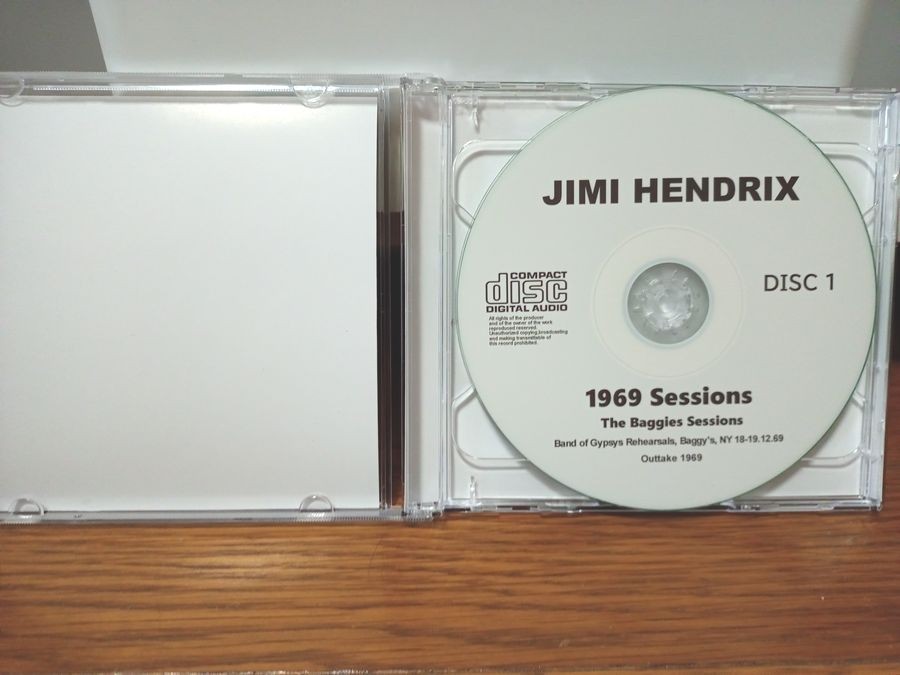 JIMI HENDRIX
COMPACT
disc
DIGITAL AUDIO
All rights of the producer
and of the owner of the work
reproduced reserved.
Unauthorized copying,broadcasting
and making transmittable of
this record prohibited.
DISC 1
1969 Sessions
The Baggies Sessions
Band of Gypsys Rehearsals, Baggy's, NY 18-19.12.69
Outtake 1969